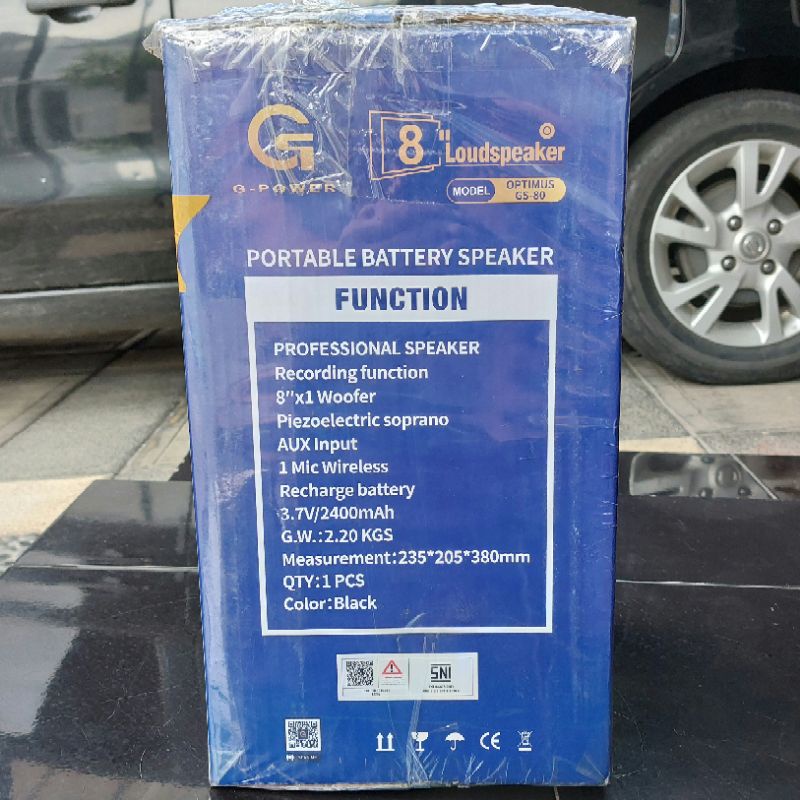 G-POWER
8" Loudspeaker
MODEL OPTIMUS GS-80
PORTABLE BATTERY SPEAKER
FUNCTION
PROFESSIONAL SPEAKER
Recording function
8"x1 Woofer
Piezoelectric soprano
AUX Input
1 Mic Wireless
Recharge battery
3.7V/2400mAh
G.W.:2.20 KGS
Measurement:235*205*380mm
QTY:1 PCS
Color:Black
SNI
CE